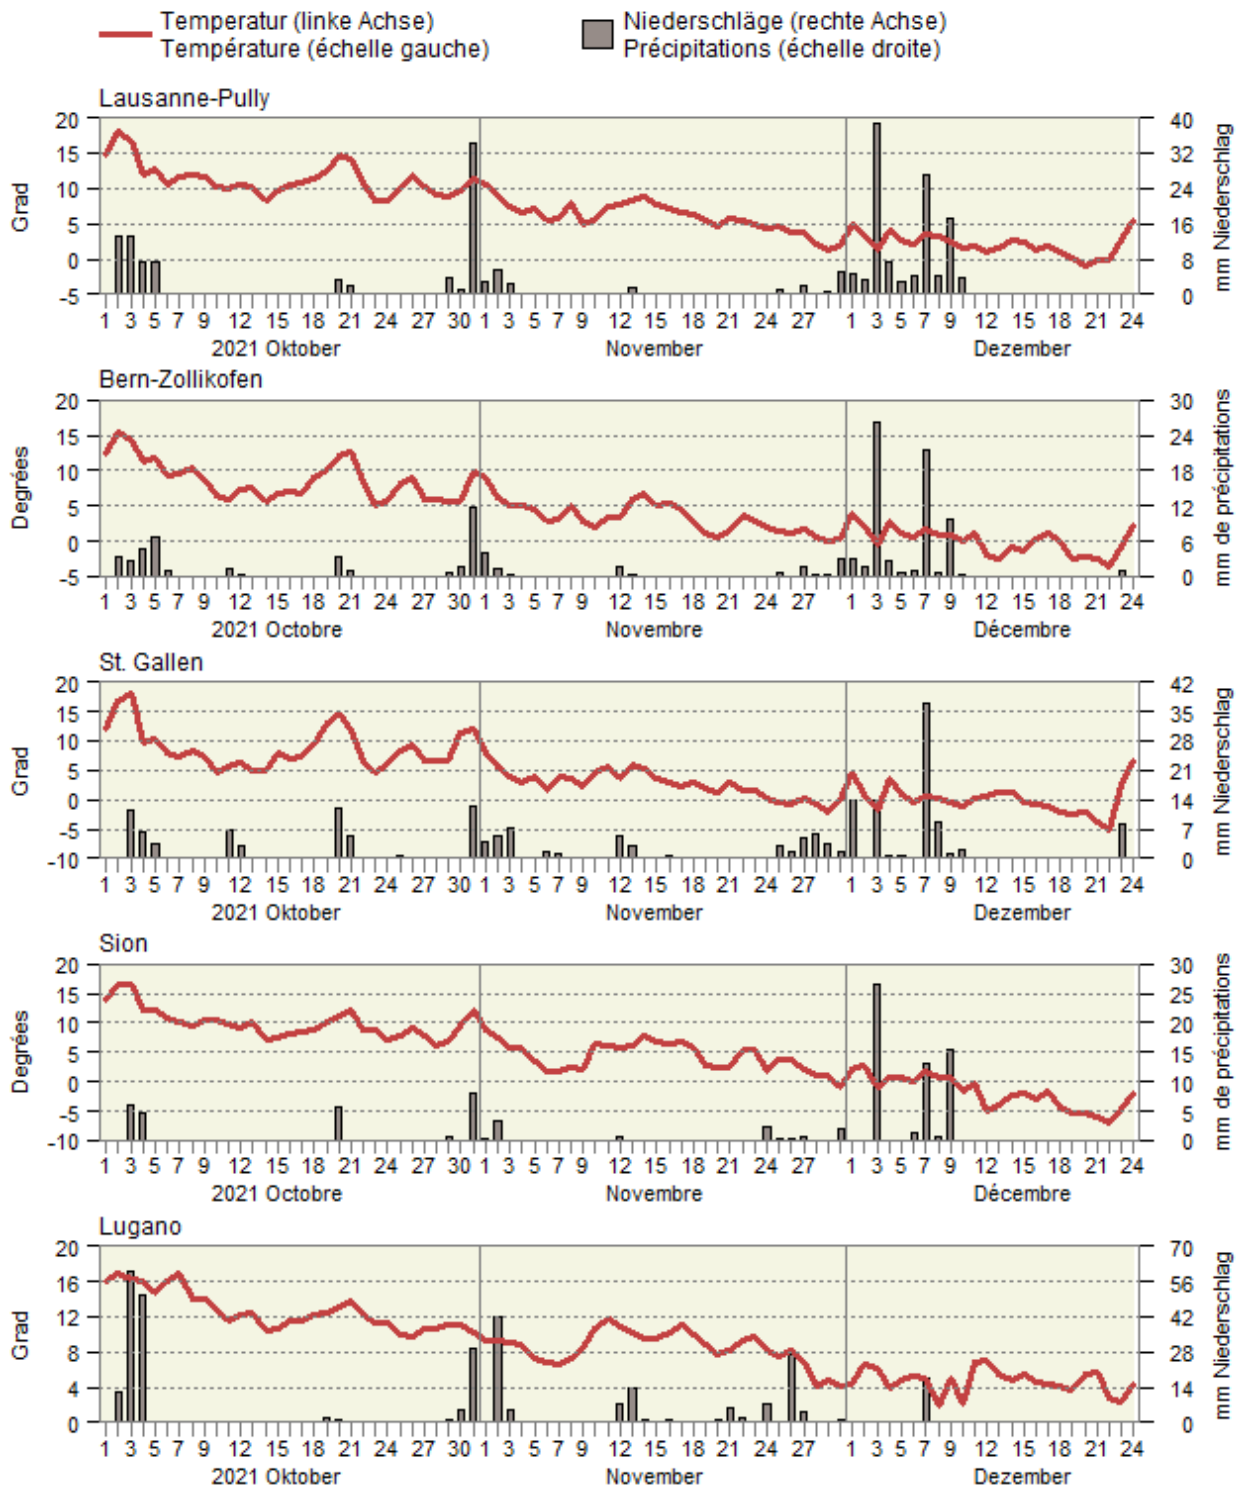 Temperatur (linke Achse)
Température (échelle gauche)
Niederschläge (rechte Achse)
Précipitations (échelle droite)
Lausanne-Pully
20 15 10 5 0 -5
Grad
40 32 24 16 8 0
mm Niederschlag
1 3 5 7 9 12 15 18 21 24 27 30 1 3 5 7 9 12 15 18 21 24 27 1 3 5 7 9 12 15 18 21 24
2021 Oktober November Dezember
Bern-Zollikofen
20 15 10 5 0 -5
Degrées
30 24 18 12 6 0
mm de précipitations
1 3 5 7 9 12 15 18 21 24 27 30 1 3 5 7 9 12 15 18 21 24 27 1 3 5 7 9 12 15 18 21 24
2021 Octobre Novembre Décembre
St. Gallen
20 15 10 5 0 -5 -10
Grad
42 35 28 21 14 7 0
mm Niederschlag
1 3 5 7 9 12 15 18 21 24 27 30 1 3 5 7 9 12 15 18 21 24 27 1 3 5 7 9 12 15 18 21 24
2021 Oktober November Dezember
Sion
20 15 10 5 0 -5 -10
Degrées
30 25 20 15 10 5 0
mm de précipitations
1 3 5 7 9 12 15 18 21 24 27 30 1 3 5 7 9 12 15 18 21 24 27 1 3 5 7 9 12 15 18 21 24
2021 Octobre Novembre Décembre
Lugano
20 16 12 8 4 0
Grad
70 56 42 28 14 0
mm Niederschlag
1 3 5 7 9 12 15 18 21 24 27 30 1 3 5 7 9 12 15 18 21 24 27 1 3 5 7 9 12 15 18 21 24
2021 Oktober November Dezember